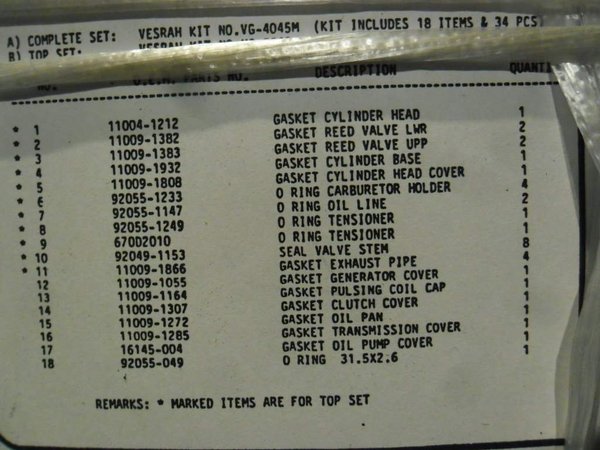 A) COMPLETE SET: VESRAH KIT NO.VG-4045M (KIT INCLUDES 18 ITEMS & 34 PCS)
B) TOP SET:
NO. O.E.M. PARTS NO. DESCRIPTION QUANTI
* 1 11004-1212 GASKET CYLINDER HEAD 1
* 2 11009-1382 GASKET REED VALVE LWR 2
* 3 11009-1383 GASKET REED VALVE UPP 2
* 4 11009-1932 GASKET CYLINDER BASE 1
* 5 11009-1808 GASKET CYLINDER HEAD COVER 1
* 6 92055-1233 O RING CARBURETOR HOLDER 4
* 7 92055-1147 O RING OIL LINE 2
* 8 92055-1249 O RING TENSIONER 1
* 9 670D2010 O RING TENSIONER 1
* 10 92049-1153 SEAL VALVE STEM 8
* 11 11009-1866 GASKET EXHAUST PIPE 4
12 11009-1055 GASKET GENERATOR COVER 1
13 11009-1164 GASKET PULSING COIL CAP 1
14 11009-1307 GASKET CLUTCH COVER 1
15 11009-1272 GASKET OIL PAN 1
16 11009-1285 GASKET TRANSMISSION COVER 1
17 16145-004 GASKET OIL PUMP COVER 1
18 92055-049 O RING 31.5X2.6 1
REMARKS: * MARKED ITEMS ARE FOR TOP SET